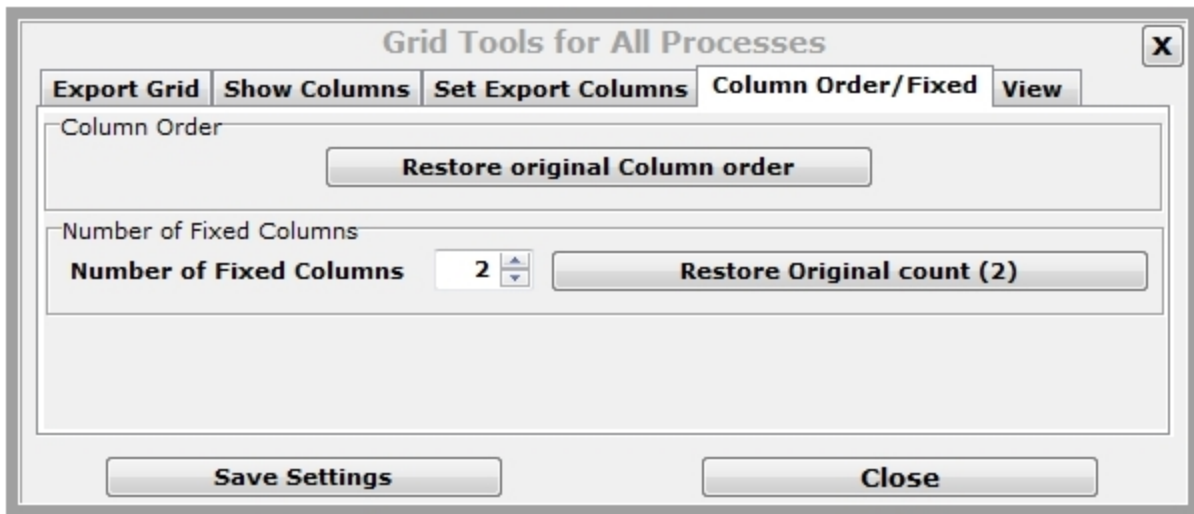 Grid Tools for All Processes
X
Export Grid Show Columns Set Export Columns Column Order/Fixed View
Column Order
Restore original Column order
Number of Fixed Columns
Number of Fixed Columns 2 Restore Original count (2)
Save Settings Close